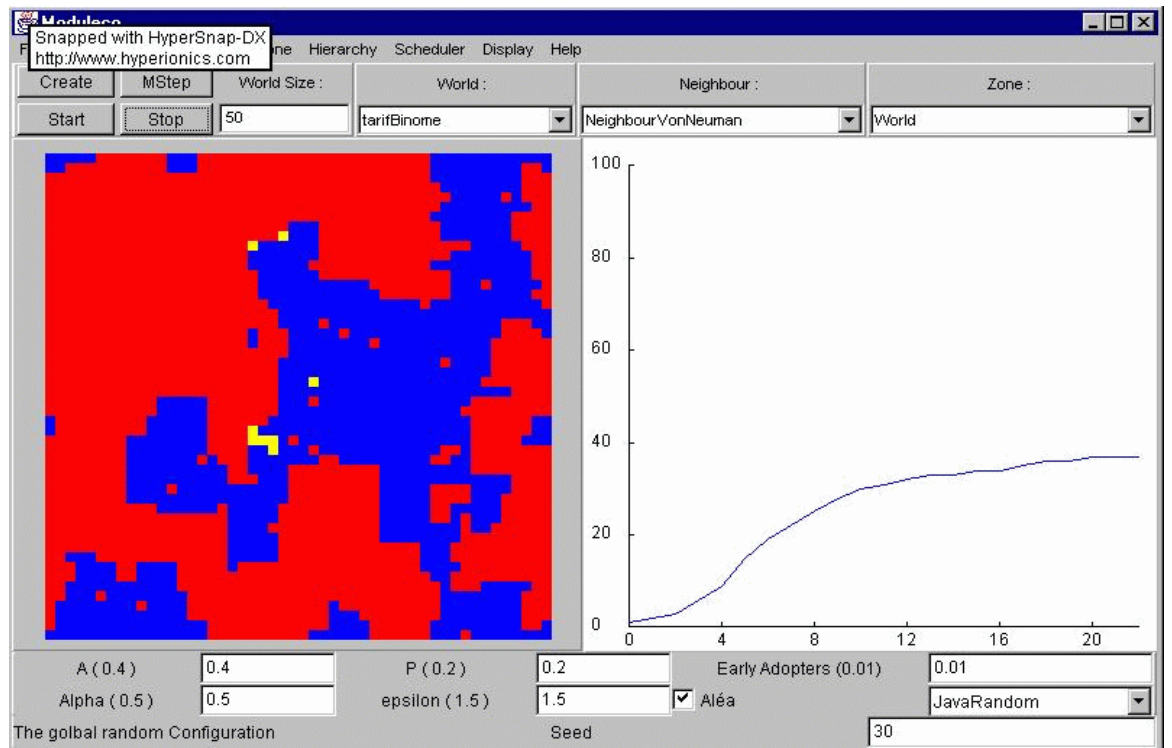 Moduleco
Snapped with HyperSnap-DX
http://www.hyperionics.com
Hierarchy Scheduler Display Help
Create MStep World Size : World : Neighbour : Zone :
Start Stop 50 tarifBinome NeighbourVonNeuman World
100
80
60
40
20
0
0 4 8 12 16 20
A ( 0.4 ) 0.4 P ( 0.2 ) 0.2 Early Adopters (0.01) 0.01
Alpha ( 0.5 ) 0.5 epsilon ( 1.5 ) 1.5 Aléa JavaRandom
The golbal random Configuration Seed 30